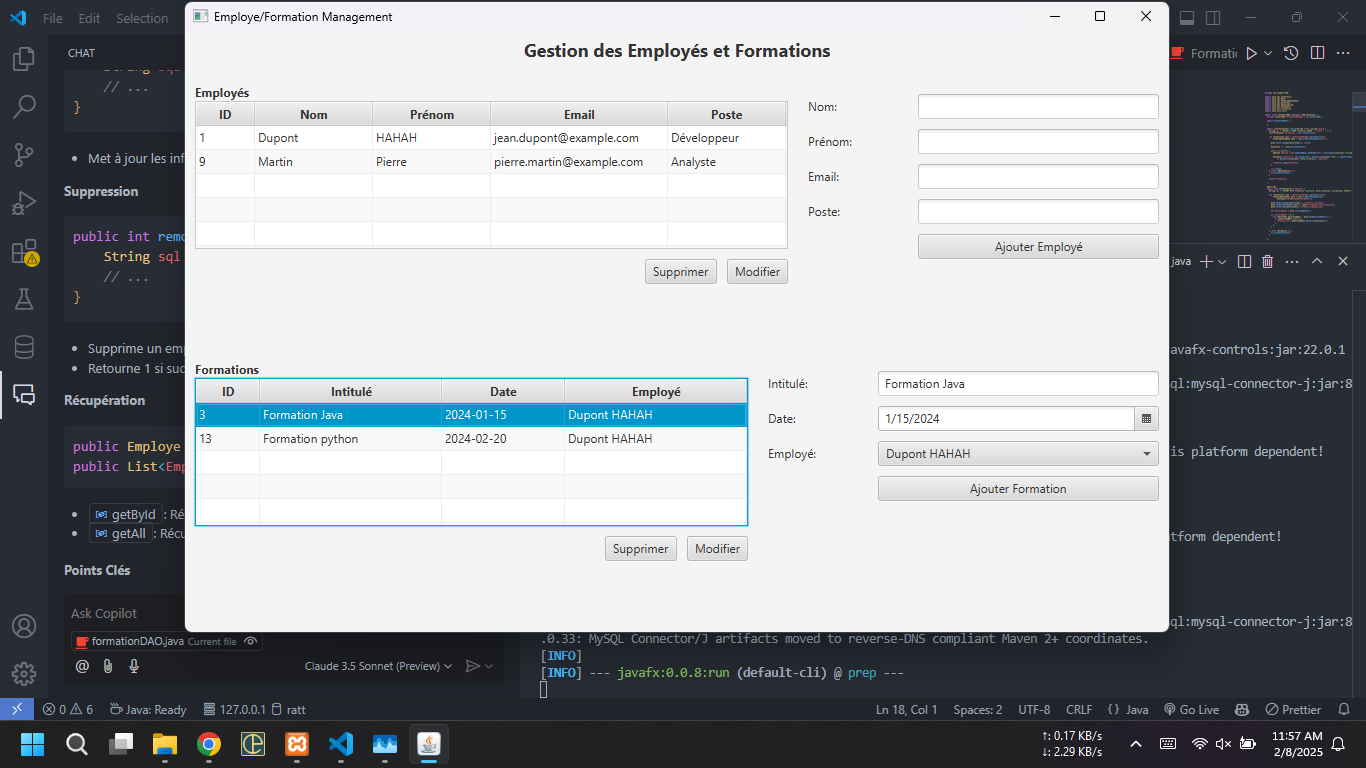 File Edit Selection
Employe/Formation Management
Formatio
CHAT
String sql
// ...
}
Met à jour les inf
Suppression
public int remo
String sql
// ...
}
Supprime un emp
Retourne 1 si suc
Récupération
public Employe
public List<Emp
getById : Ré
getAll : Récu
Points Clés
Ask Copilot
formationDAO.java Current file
@ Claude 3.5 Sonnet (Preview)
Gestion des Employés et Formations
Employés
ID Nom Prénom Email Poste
1 Dupont HAHAH jean.dupont@example.com Développeur
9 Martin Pierre pierre.martin@example.com Analyste
Supprimer Modifier
Nom:
Prénom:
Email:
Poste:
Ajouter Employé
Formations
ID Intitulé Date Employé
3 Formation Java 2024-01-15 Dupont HAHAH
13 Formation python 2024-02-20 Dupont HAHAH
Supprimer Modifier
Intitulé: Formation Java
Date: 1/15/2024
Employé: Dupont HAHAH
Ajouter Formation
java
avafx-controls:jar:22.0.1
ql:mysql-connector-j:jar:8
is platform dependent!
tform dependent!
ql:mysql-connector-j:jar:8
.0.33: MySQL Connector/J artifacts moved to reverse-DNS compliant Maven 2+ coordinates.
[INFO]
[INFO] --- javafx:0.0.8:run (default-cli) @ prep ---
0 6 Java: Ready 127.0.0.1 ratt Ln 18, Col 1 Spaces: 2 UTF-8 CRLF {} Java Go Live Prettier
↑: 0.17 KB/s
↓: 2.29 KB/s
11:57 AM
2/8/2025